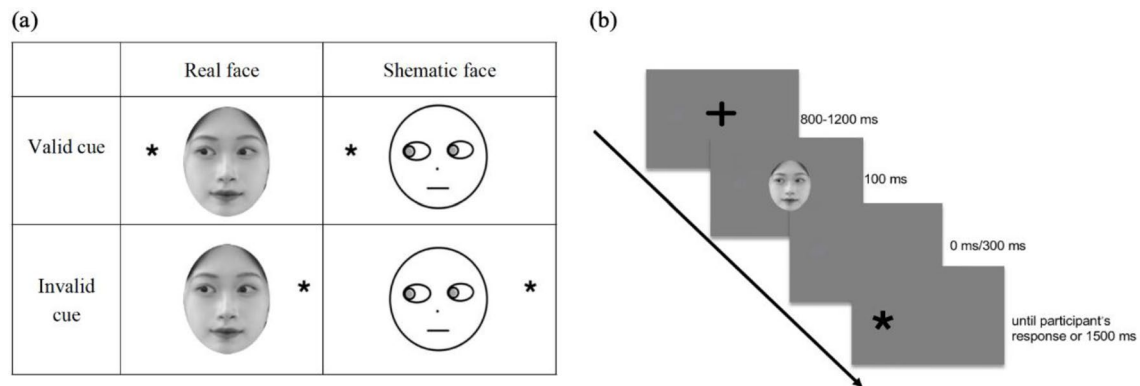 (a)
Real face
Shematic face
Valid cue
*
*
Invalid
cue
*
*
(b)
+
800-1200 ms
100 ms
0 ms/300 ms
*
until participant's
response or 1500 ms